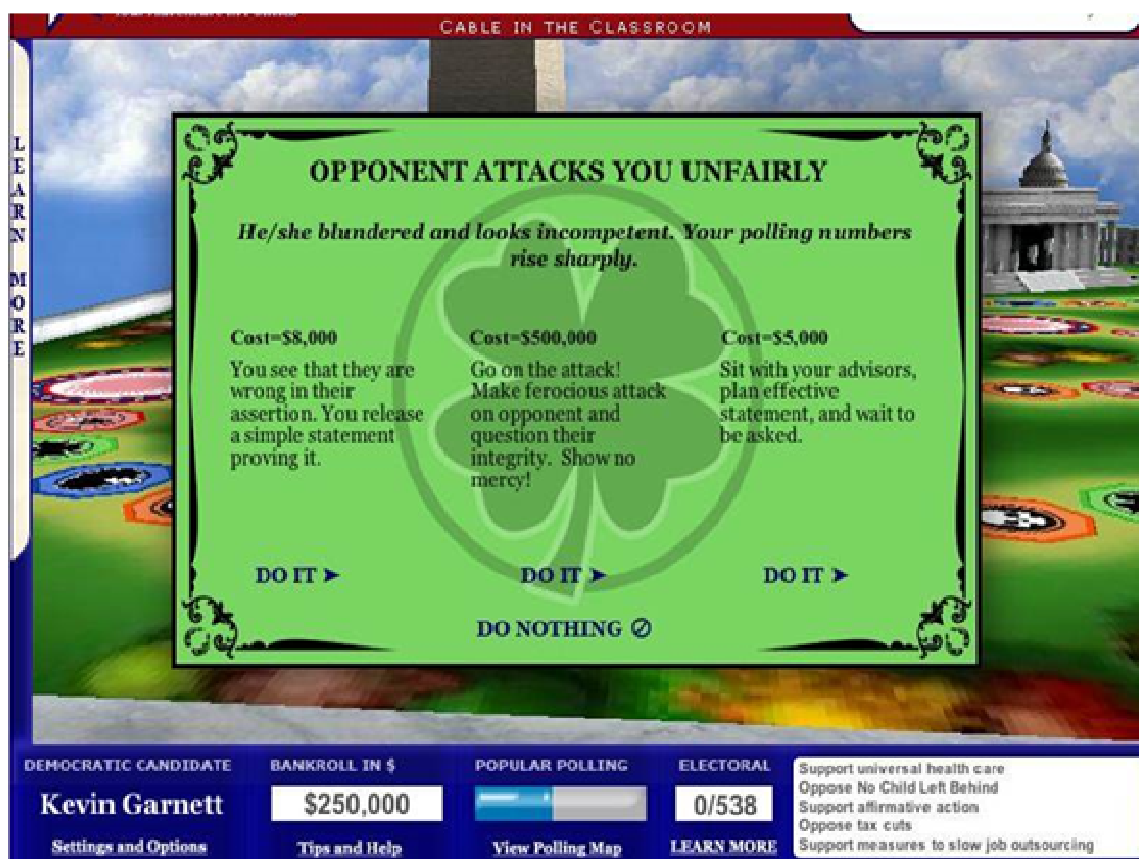 CABLE IN THE CLASSROOM
LEARN MORE
OPPONENT ATTACKS YOU UNFAIRLY
He/she blundered and looks incompetent. Your polling numbers
rise sharply.
Cost=$8,000
You see that they are
wrong in their
assertion. You release
a simple statement
proving it.
DO IT ➤
Cost=$500,000
Go on the attack!
Make ferocious attack
on opponent and
question their
integrity. Show no
mercy!
DO IT ➤
Cost=$5,000
Sit with your advisors,
plan effective
statement, and wait to
be asked.
DO IT ➤
DO NOTHING
DEMOCRATIC CANDIDATE
Kevin Garnett
Settings and Options
BANKROLL IN $
$250,000
Tips and Help
POPULAR POLLING
View Polling Map
ELECTORAL
0/538
LEARN MORE
Support universal health care
Oppose No Child Left Behind
Support affirmative action
Oppose tax cuts
Support measures to slow job outsourcing